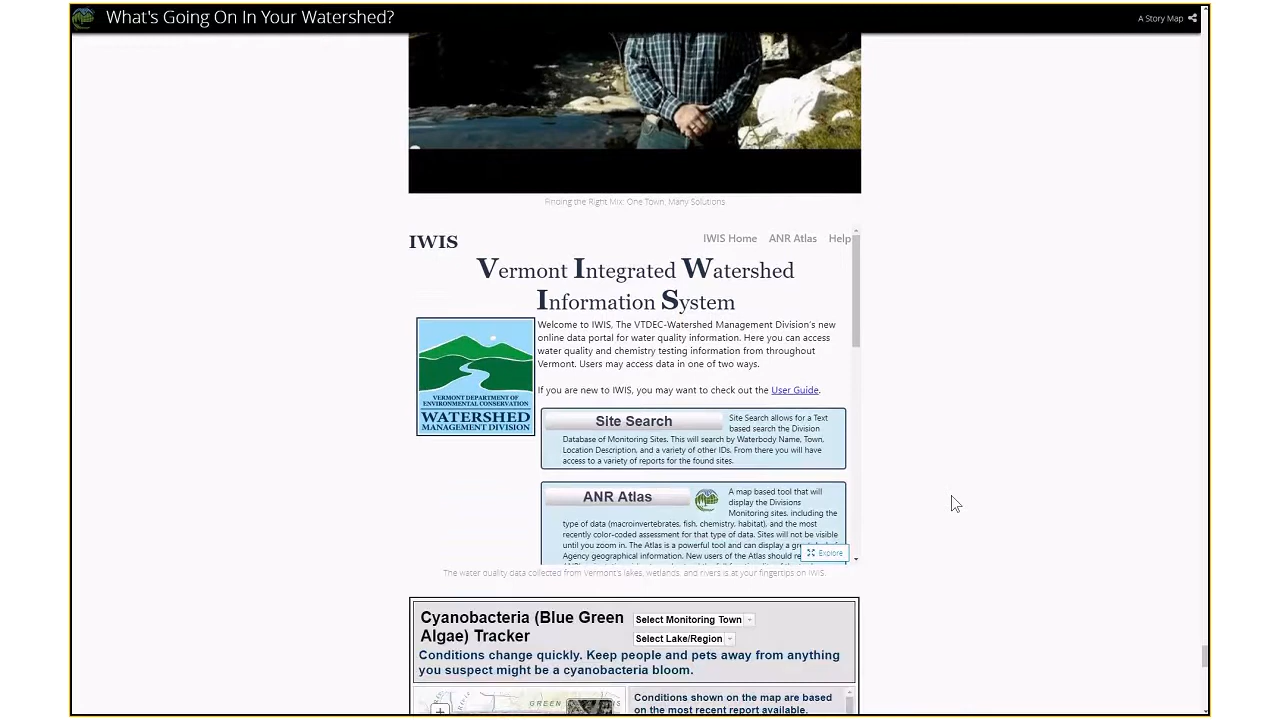 What's Going On In Your Watershed?
A Story Map
Finding the Right Mix: One Town, Many Solutions
IWIS
IWIS Home ANR Atlas Help
Vermont Integrated Watershed
Information System
Welcome to IWIS, The VTDEC-Watershed Management Division's new
online data portal for water quality information. Here you can access
water quality and chemistry testing information from throughout
Vermont. Users may access data in one of two ways.
If you are new to IWIS, you may want to check out the User Guide.
VERMONT DEPARTMENT OF
ENVIRONMENTAL CONSERVATION
WATERSHED
MANAGEMENT DIVISION
Site Search
Site Search allows for a Text
based search the Division
Database of Monitoring Sites. This will search by Waterbody Name, Town,
Location Description, and a variety of other IDs. From there you will have
access to a variety of reports for the found sites.
ANR Atlas
A map based tool that will
display the Divisions
Monitoring sites, including the
type of data (macroinvertebrates, fish, chemistry, habitat), and the most
recently color-coded assessment for that type of data. Sites will not be visible
until you zoom in. The Atlas is a powerful tool and can display a of
Agency geographical information. New users of the Atlas should
Explore
The water quality data collected from Vermont's lakes, wetlands, and rivers is at your fingertips on IWIS.
Cyanobacteria (Blue Green
Algae) Tracker
Select Monitoring Town
Select Lake/Region
Conditions change quickly. Keep people and pets away from anything
you suspect might be a cyanobacteria bloom.
+
GREEN
Conditions shown on the map are based
on the most recent report available.